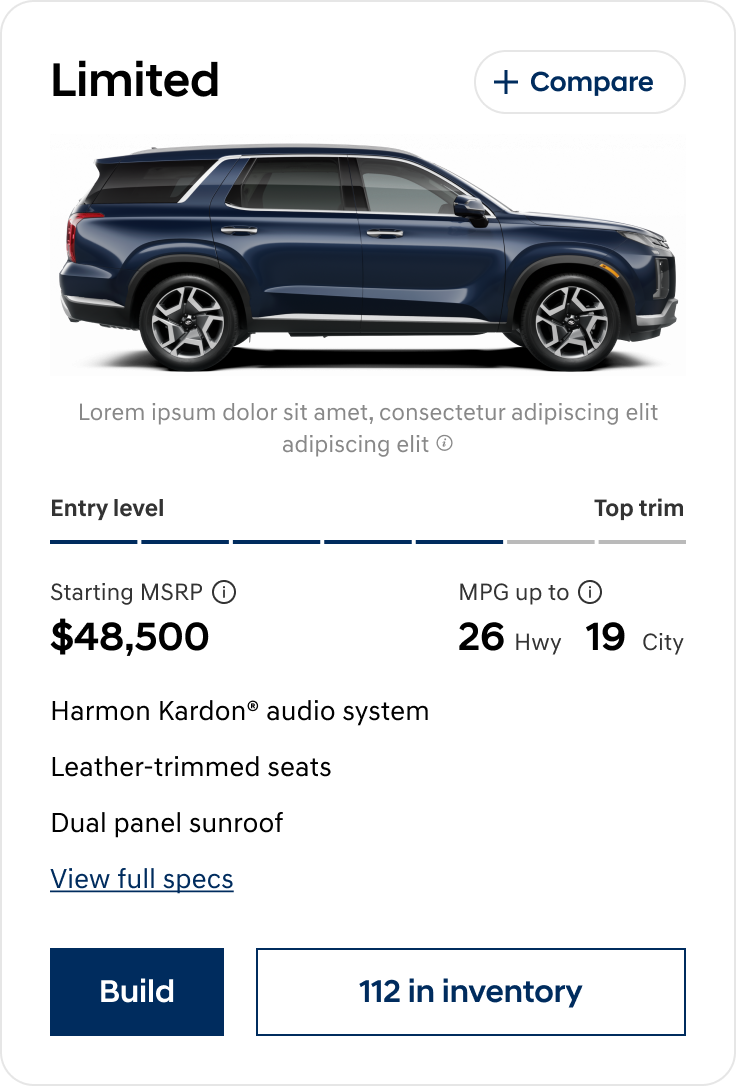 Limited
Compare
Lorem ipsum dolor sit amet, consectetur adipiscing elit
adipiscing elit
Entry level Top trim
Starting MSRP MPG up to
$48,500 26 Hwy 19 City
Harmon Kardon® audio system
Leather-trimmed seats
Dual panel sunroof
View full specs
Build 112 in inventory